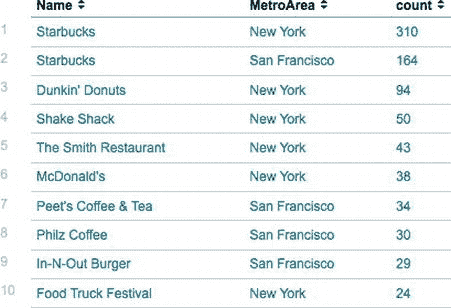 Name MetroArea count
1 Starbucks New York 310
2 Starbucks San Francisco 164
3 Dunkin' Donuts New York 94
4 Shake Shack New York 50
5 The Smith Restaurant New York 43
6 McDonald's New York 38
7 Peet's Coffee & Tea San Francisco 34
8 Philz Coffee San Francisco 30
9 In-N-Out Burger San Francisco 29
10 Food Truck Festival New York 24